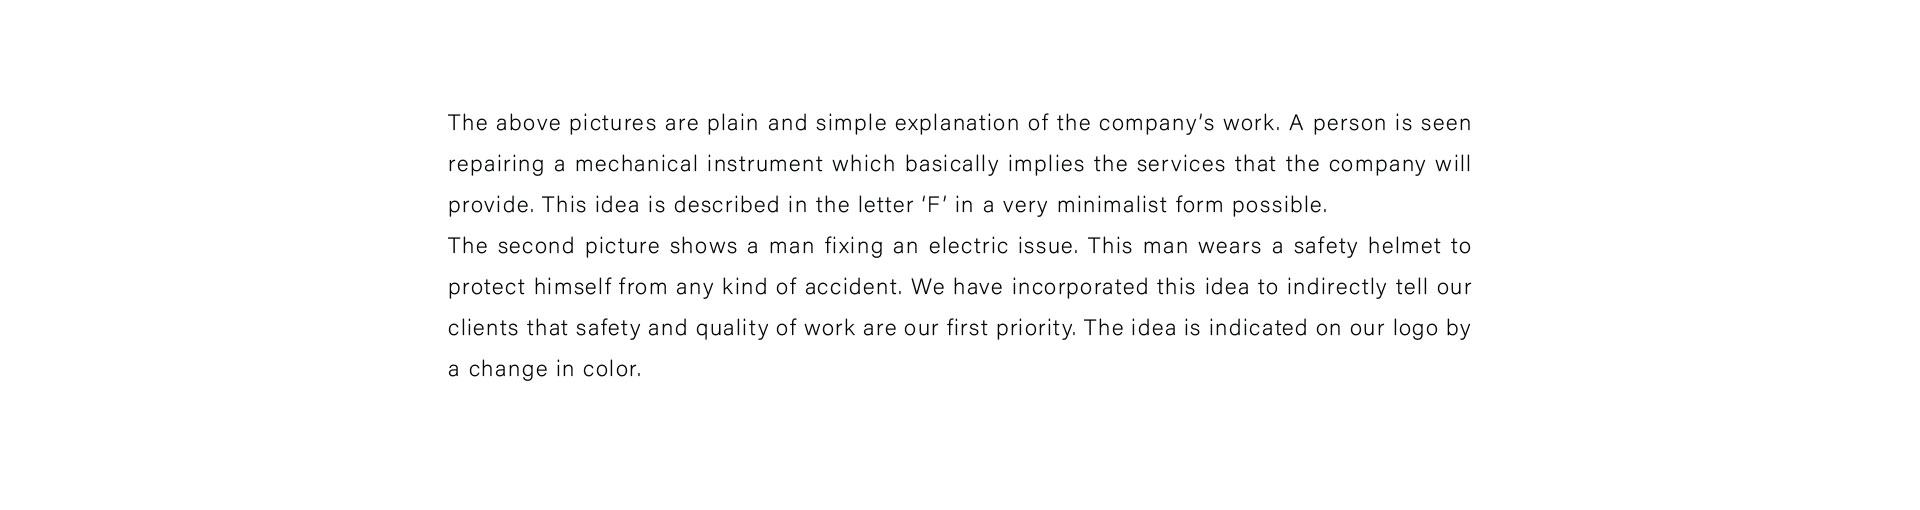 The above pictures are plain and simple explanation of the company’s work. A person is seen
repairing a mechanical instrument which basically implies the services that the company will
provide. This idea is described in the letter ‘F’ in a very minimalist form possible.
The second picture shows a man fixing an electric issue. This man wears a safety helmet to
protect himself from any kind of accident. We have incorporated this idea to indirectly tell our
clients that safety and quality of work are our first priority. The idea is indicated on our logo by
a change in color.